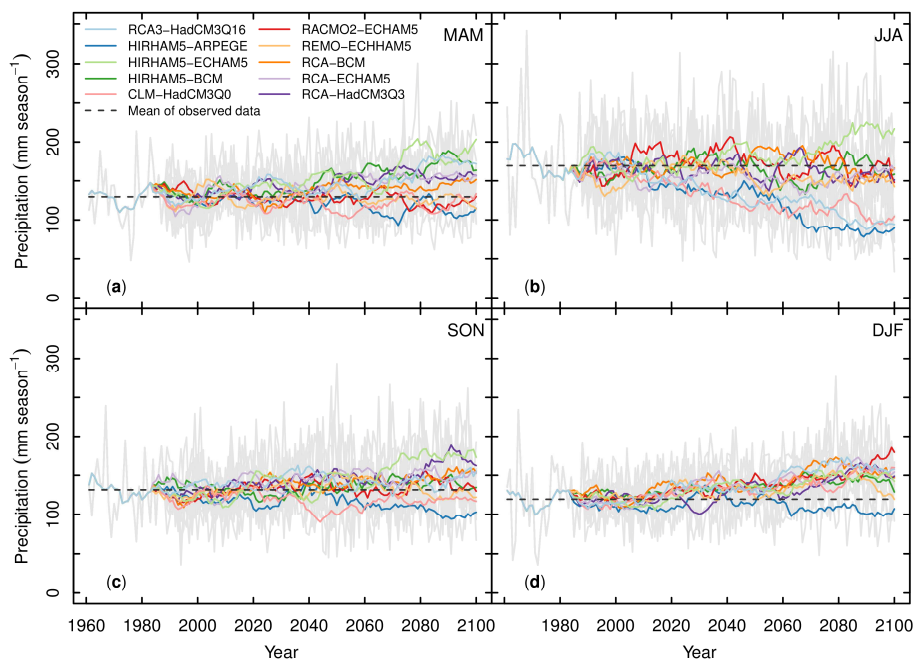 MAM
RCA3−HadCM3Q16
HIRHAM5−ARPEGE
HIRHAM5−ECHAM5
HIRHAM5−BCM
CLM−HadCM3Q0
Mean of observed data
RACMO2−ECHAM5
REMO−ECHHAM5
RCA−BCM
RCA−ECHAM5
RCA−HadCM3Q3
Precipitation (mm season⁻¹)
300
200
100
0
(a)
JJA
(b)
SON
Precipitation (mm season⁻¹)
300
200
100
0
(c)
DJF
(d)
1960 1980 2000 2020 2040 2060 2080 2100
Year
1980 2000 2020 2040 2060 2080 2100
Year